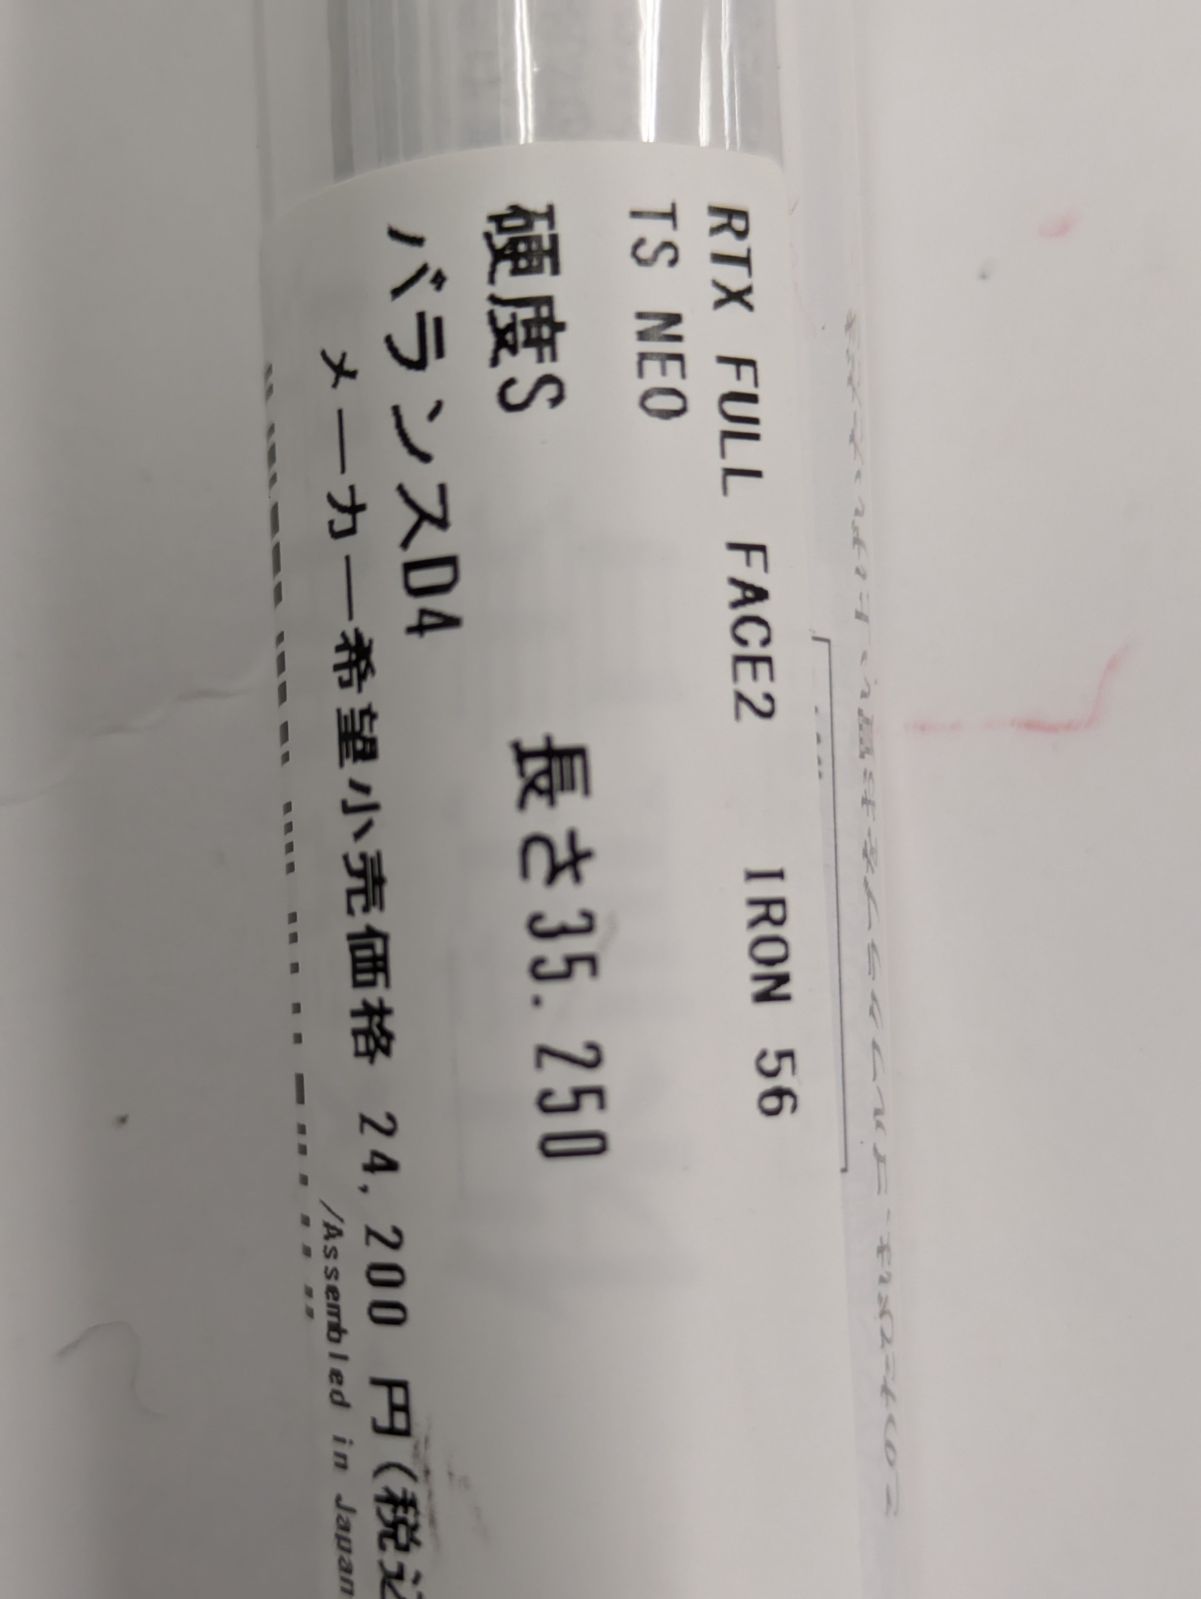 RTX FULL FACE2 IRON 56
TS NEO
硬度S 長さ35.250
バランスD4
メーカー希望小売価格 24,200 円(税込
/Assembled in Japan